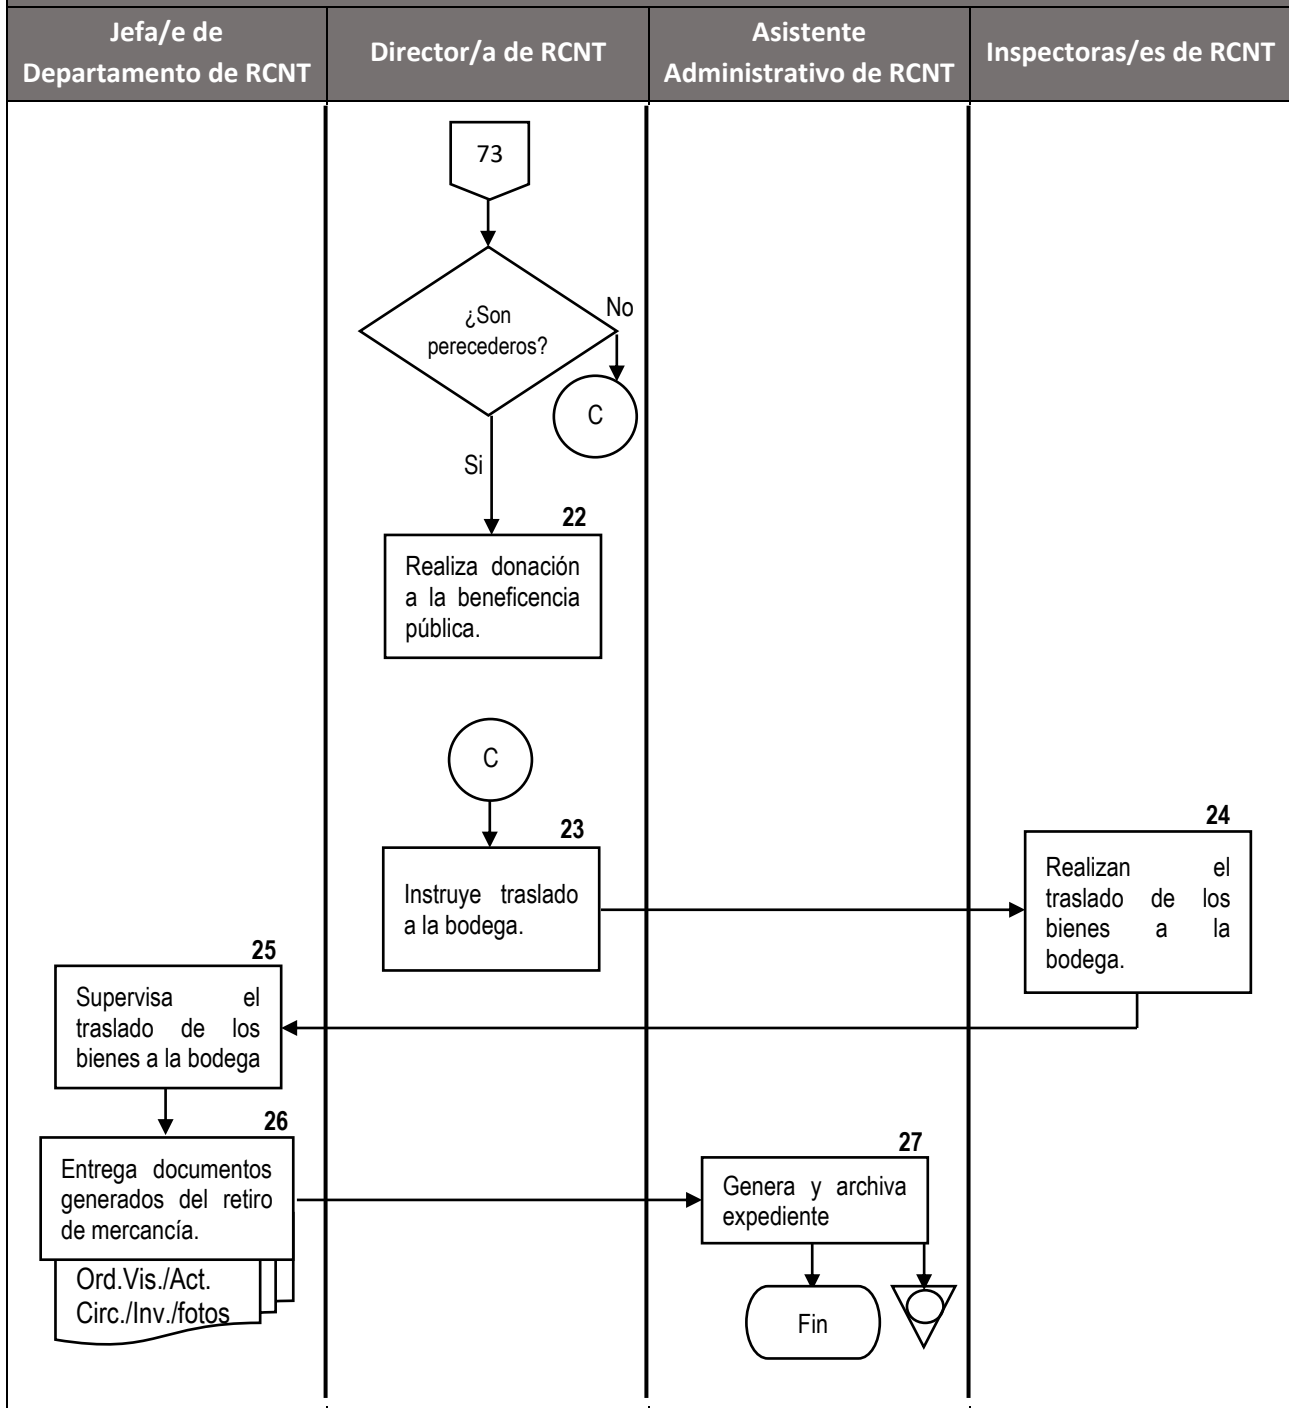 Jefa/e de
Departamento de RCNT
Director/a de RCNT
Asistente
Administrativo de RCNT
Inspectoras/es de RCNT
73
¿Son
perecederos?
No
C
Si
22
Realiza donación
a la beneficencia
pública.
C
23
Instruye traslado
a la bodega.
24
Realizan el
traslado de los
bienes a la
bodega.
25
Supervisa el
traslado de los
bienes a la bodega
26
Entrega documentos
generados del retiro
de mercancía.
Ord.Vis./Act.
Circ./Inv./fotos
27
Genera y archiva
expediente
Fin